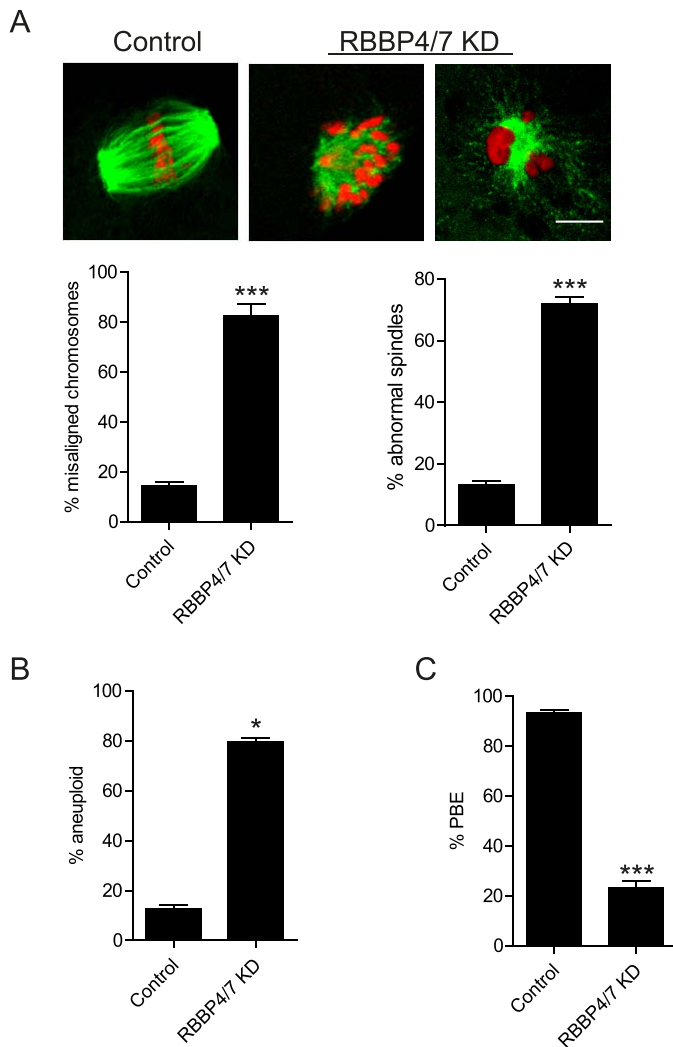 A
Control
RBBP4/7 KD
% misaligned chromosomes
100
80
60
40
20
0
***
Control
RBBP4/7 KD
% abnormal spindles
80
60
40
20
0
***
Control
RBBP4/7 KD
B
% aneuploid
100
80
60
40
20
0
*
Control
RBBP4/7 KD
C
% PBE
100
80
60
40
20
0
***
Control
RBBP4/7 KD